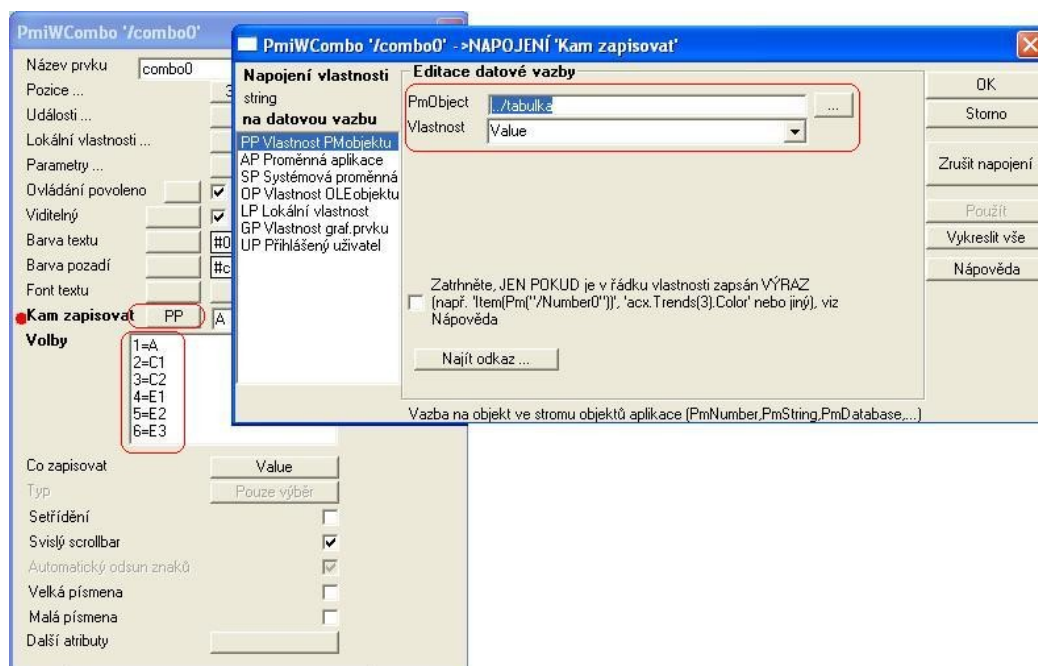 PmiWCombo '/combo0'
Název prvku combo0
Pozice ... 3
Události ...
Lokální vlastnosti ...
Parametry ...
Ovládání povoleno
Viditelný
Barva textu #0
Barva pozadí #c
Font textu
Kam zapisovat PP A
Volby
1=A
2=C1
3=C2
4=E1
5=E2
6=E3
Co zapisovat Value
Typ Pouze výběr
Setřídění
Svislý scrollbar
Automatický odsun znaků
Velká písmena
Malá písmena
Další atributy
PmiWCombo '/combo0' ->NAPOJENÍ 'Kam zapisovat'
Napojení vlastnosti
string
na datovou vazbu
PP Vlastnost PMobjektu
AP Proměnná aplikace
SP Systémová proměnná
OP Vlastnost OLEobjektu
LP Lokální vlastnost
GP Vlastnost graf.prvku
UP Přihlášený uživatel
Editace datové vazby
PmObject ../tabulka ...
Vlastnost Value
Zatrhněte, JEN POKUD je v řádku vlastnosti zapsán VÝRAZ
(např. 'Item(Pm("/Number0"))', 'acx.Trends(3).Color' nebo jiný), viz
Nápověda
Najít odkaz ...
Vazba na objekt ve stromu objektů aplikace (PmNumber,PmString,PmDatabase,...)
OK
Storno
Zrušit napojení
Použít
Vykreslit vše
Nápověda